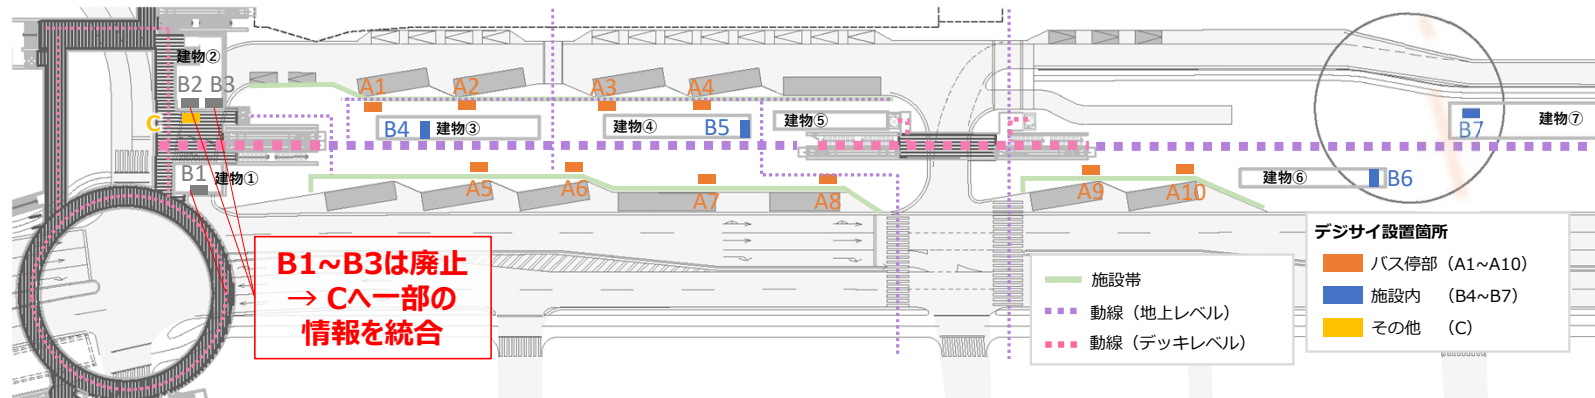 建物②
B2 B3
C
B1 建物①
A1 A2 A3 A4
B4 建物③
建物④ B5
建物⑤
A5 A6 A7 A8
A9 A10
建物⑥ B6
B7 建物⑦
B1~B3は廃止
→ Cへ一部の
情報を統合
施設帯
動線（地上レベル）
動線（デッキレベル）
デジサイ設置箇所
バス停部（A1~A10）
施設内 （B4~B7）
その他 （C）